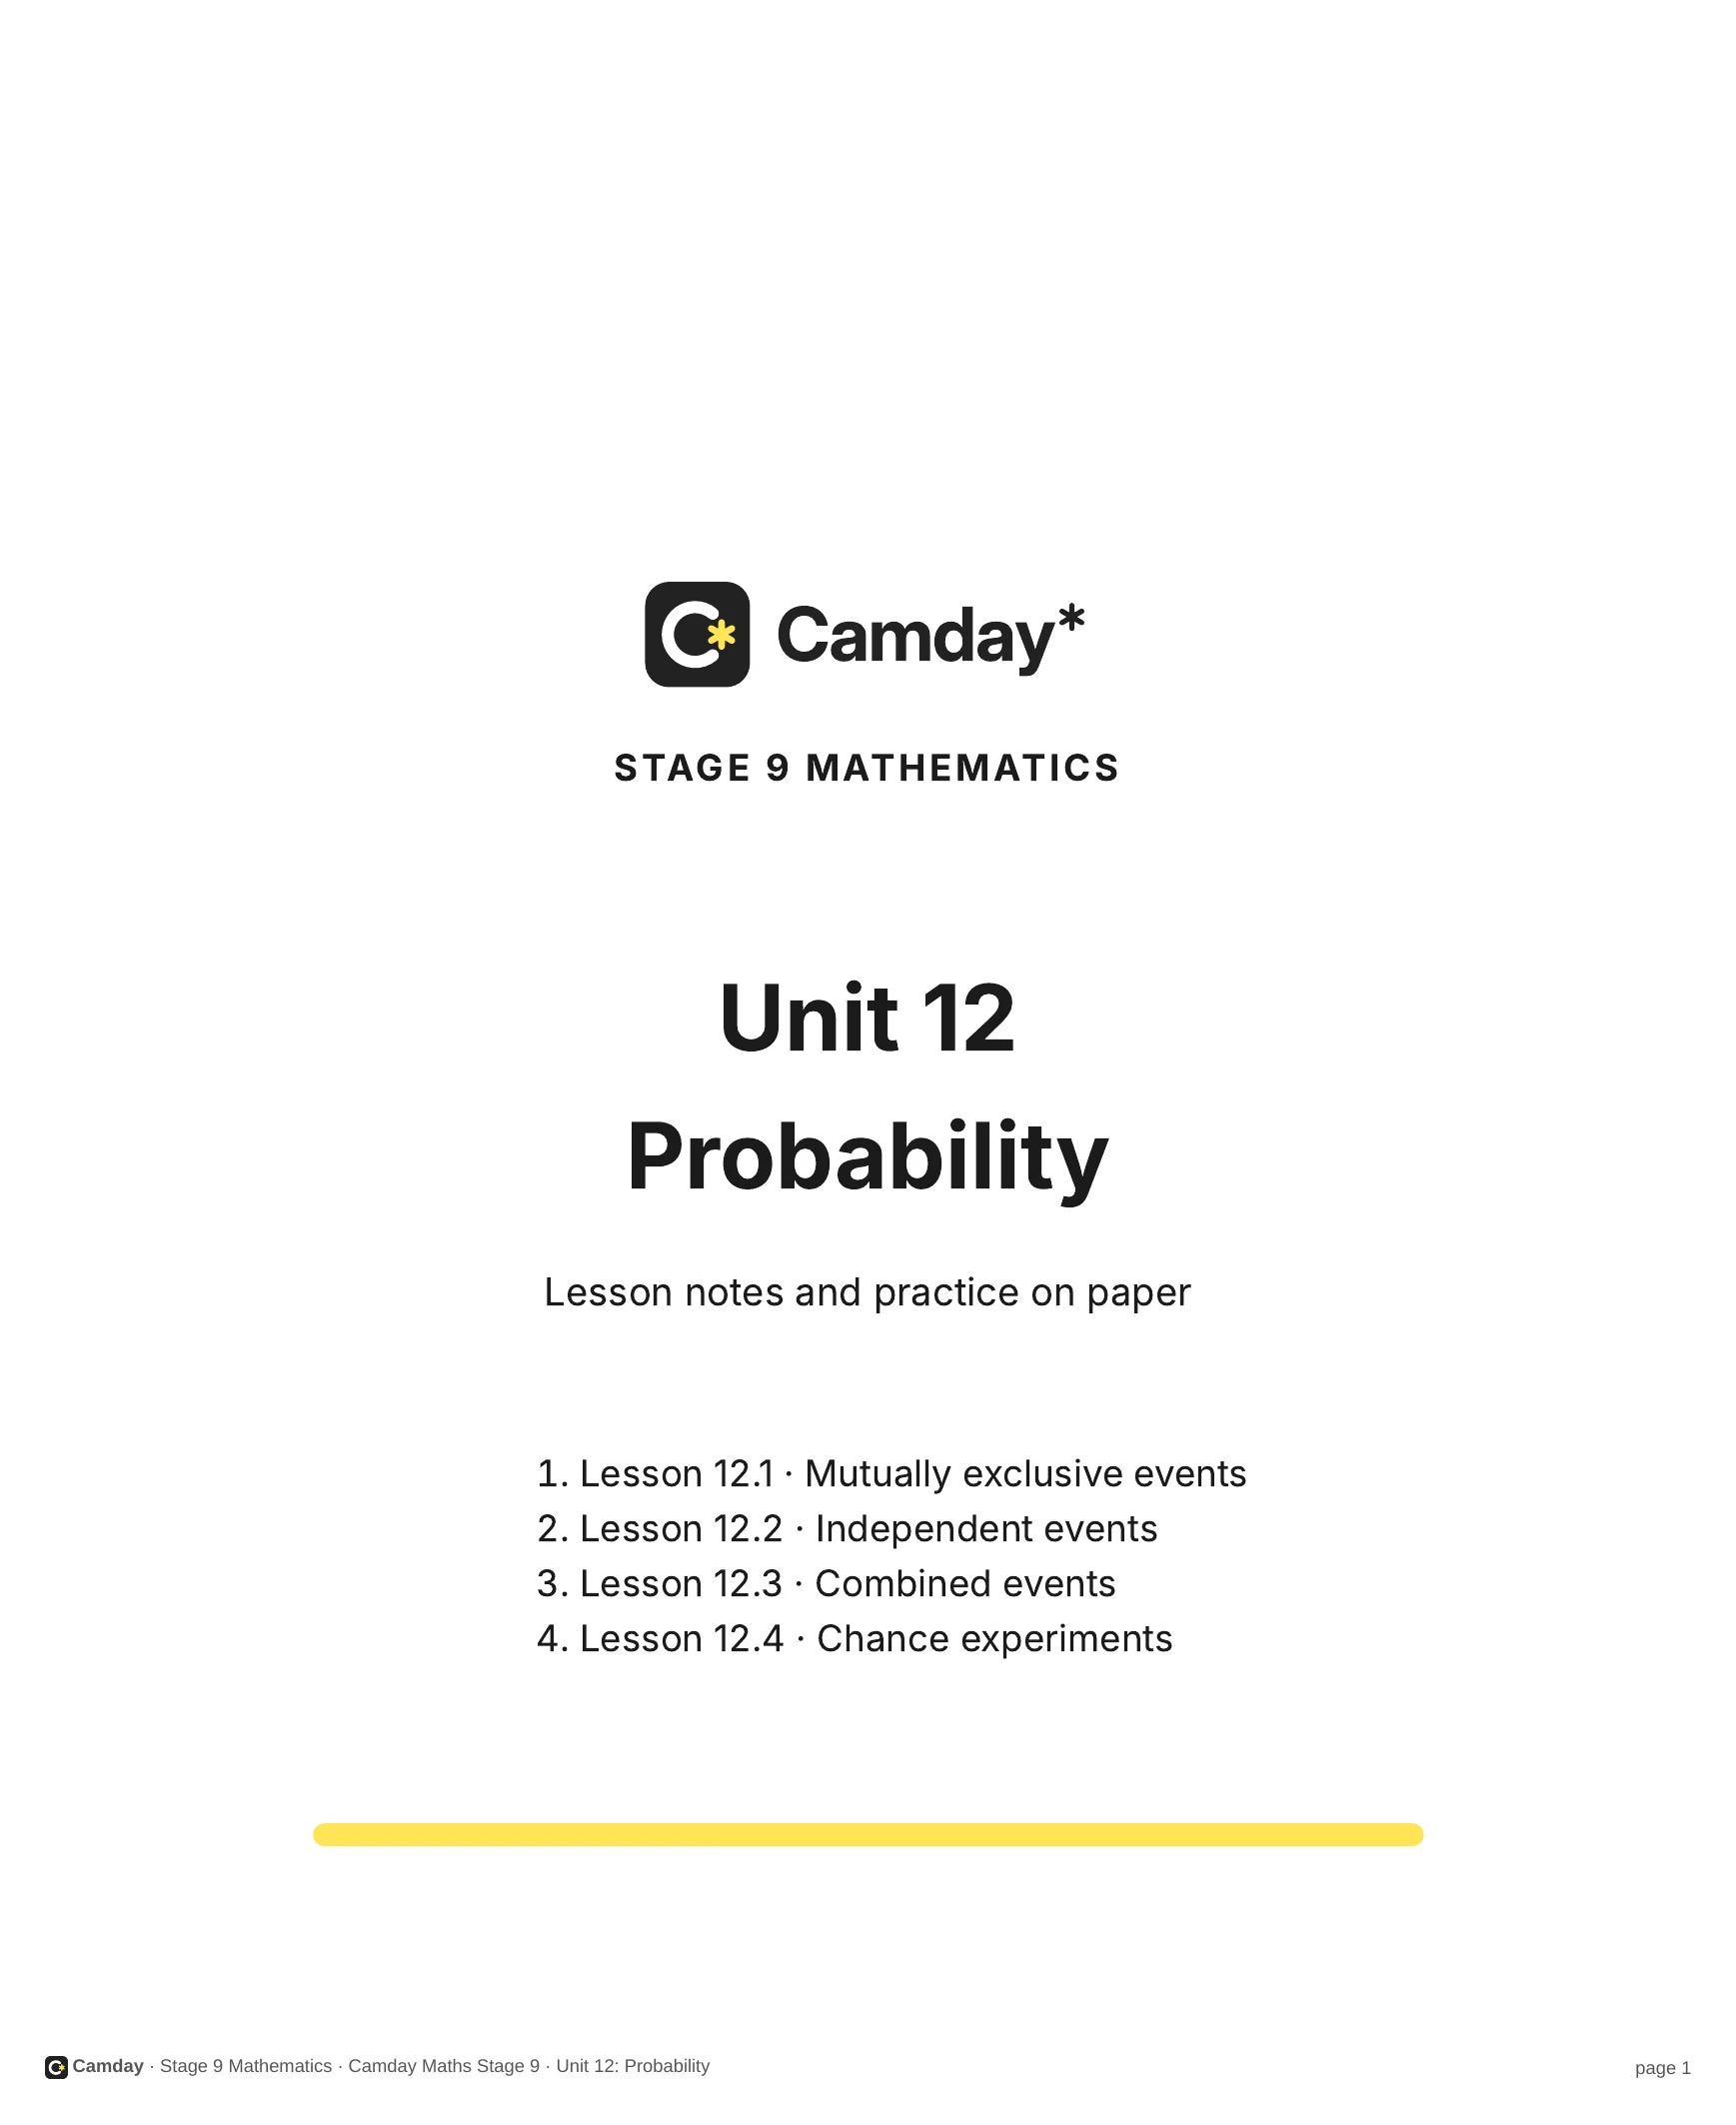 Camday*
STAGE 9 MATHEMATICS
Unit 12
Probability
Lesson notes and practice on paper
1. Lesson 12.1 · Mutually exclusive events
2. Lesson 12.2 · Independent events
3. Lesson 12.3 · Combined events
4. Lesson 12.4 · Chance experiments
Camday · Stage 9 Mathematics · Camday Maths Stage 9 · Unit 12: Probability
page 1